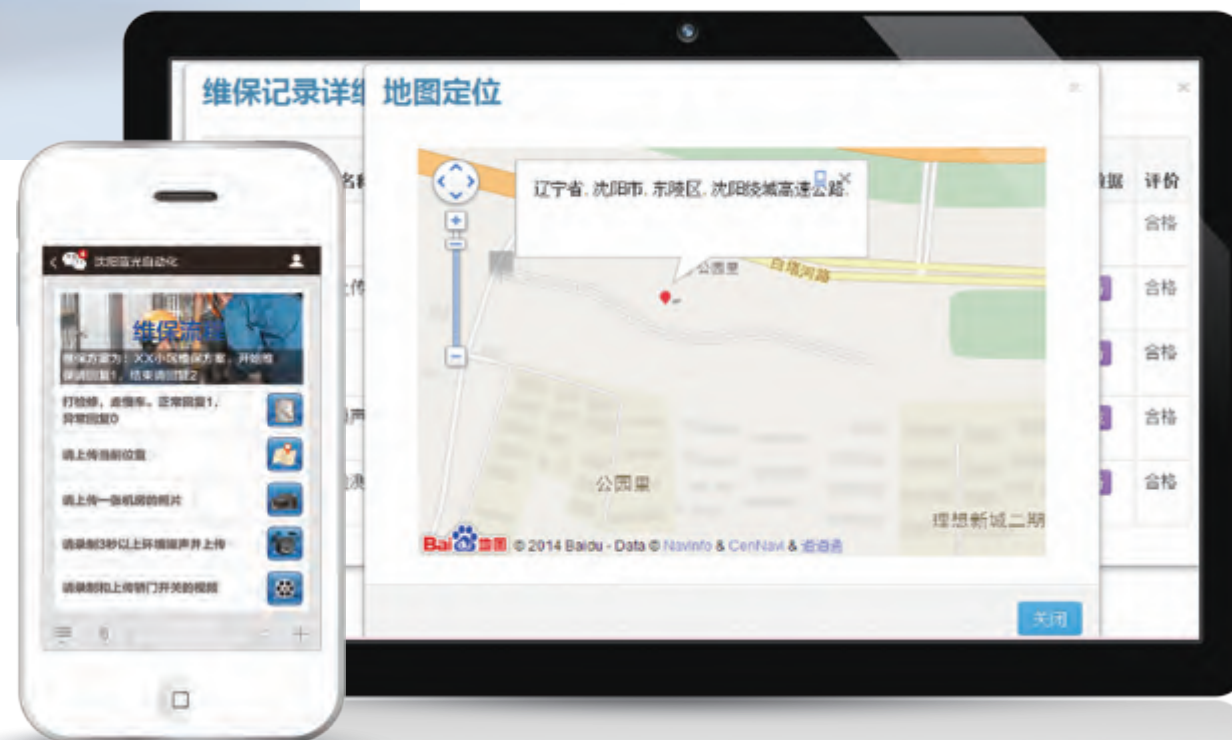 维保记录详细
地图定位
辽宁省, 沈阳市, 东陵区, 沈阳绕城高速公路,
公园里
白塔河路
公园里
理想新城二期
Bai 地图 © 2014 Baidu - Data © NavInfo & CenNavi & 道道通
关闭
评价
合格
合格
合格
合格
合格
沈阳蓝光自动化
维保流程
维保方案为：XX小区维保方案，开始维
保请回复1，结束请回复2
打检修，走慢车。正常回复1，
异常回复0
请上传当前位置
请上传一张机房的照片
请录制3秒以上环境噪声并上传
请录制和上传轿门开关的视频